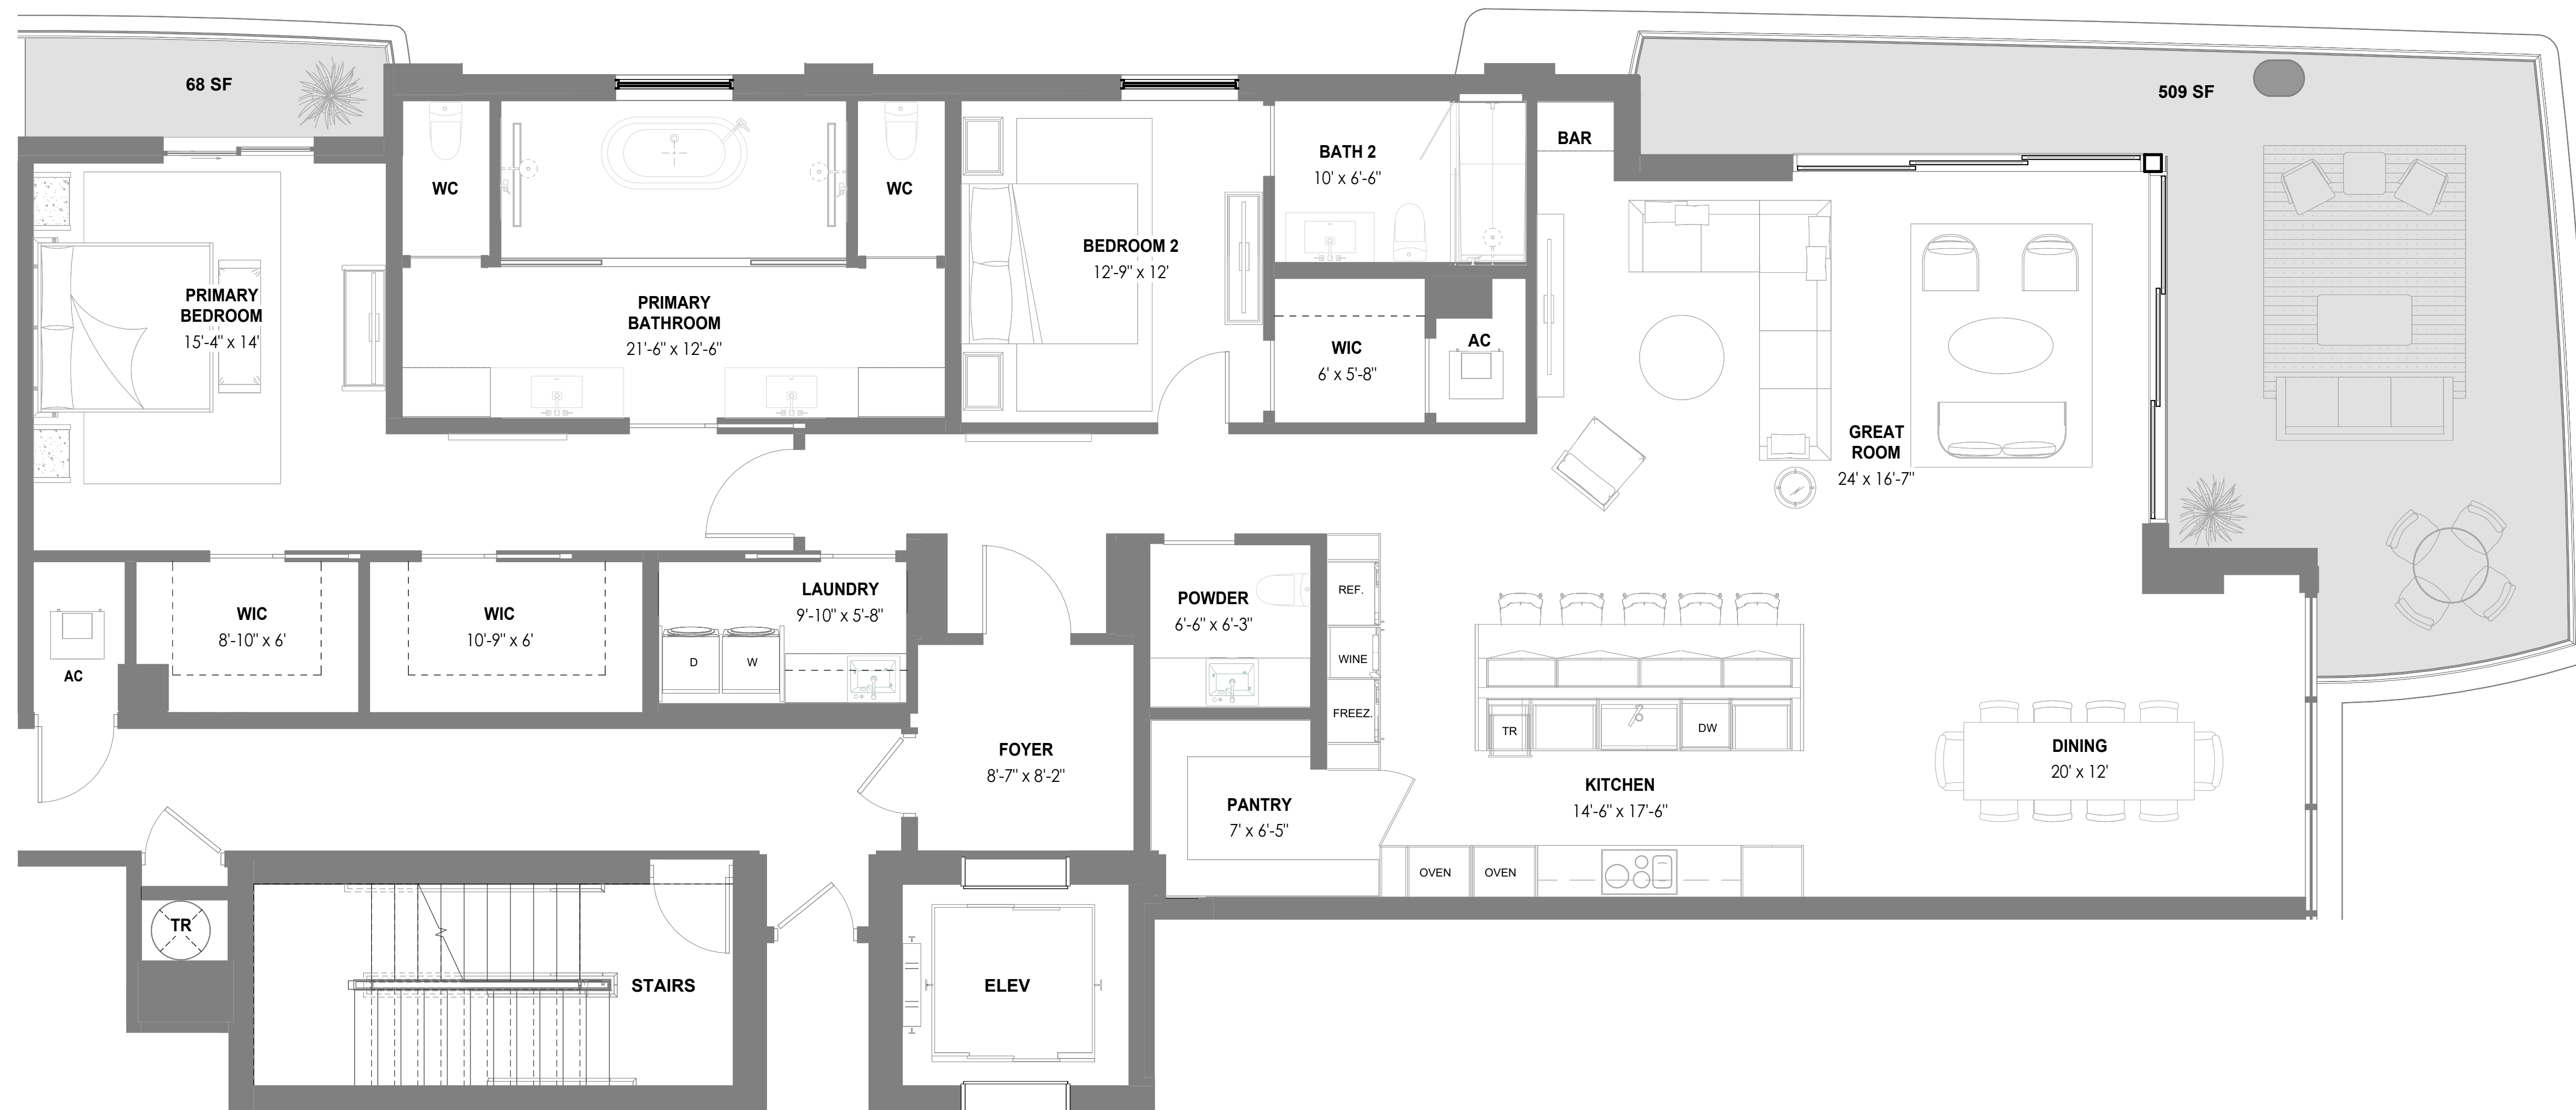 68 SF
509 SF
WC
WC
BATH 2
10' x 6'-6"
BAR
PRIMARY
BEDROOM
15'-4" x 14'
PRIMARY
BATHROOM
21'-6" x 12'-6"
BEDROOM 2
12'-9" x 12'
WIC
6' x 5'-8"
AC
GREAT
ROOM
24' x 16'-7"
AC
WIC
8'-10" x 6'
WIC
10'-9" x 6'
LAUNDRY
9'-10" x 5'-8"
D
W
POWDER
6'-6" x 6'-3"
REF.
WINE
FREEZ.
TR
DW
FOYER
8'-7" x 8'-2"
PANTRY
7' x 6'-5"
KITCHEN
14'-6" x 17'-6"
DINING
20' x 12'
OVEN
OVEN
TR
STAIRS
ELEV